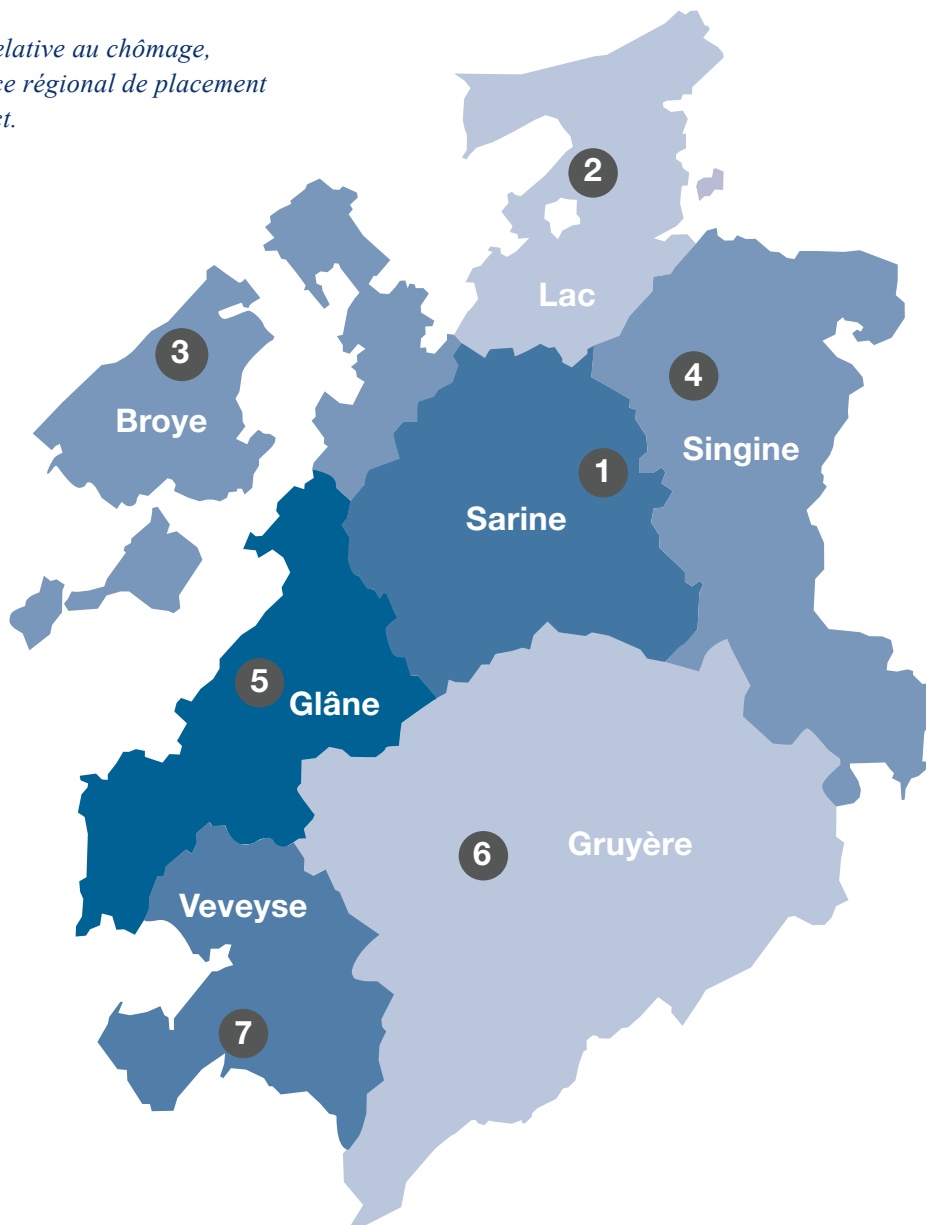 elative au chômage,
ce régional de placement
ct.
2
Lac
3
Broye
4
Singine
1
Sarine
5
Glâne
6
Gruyère
Veveyse
7